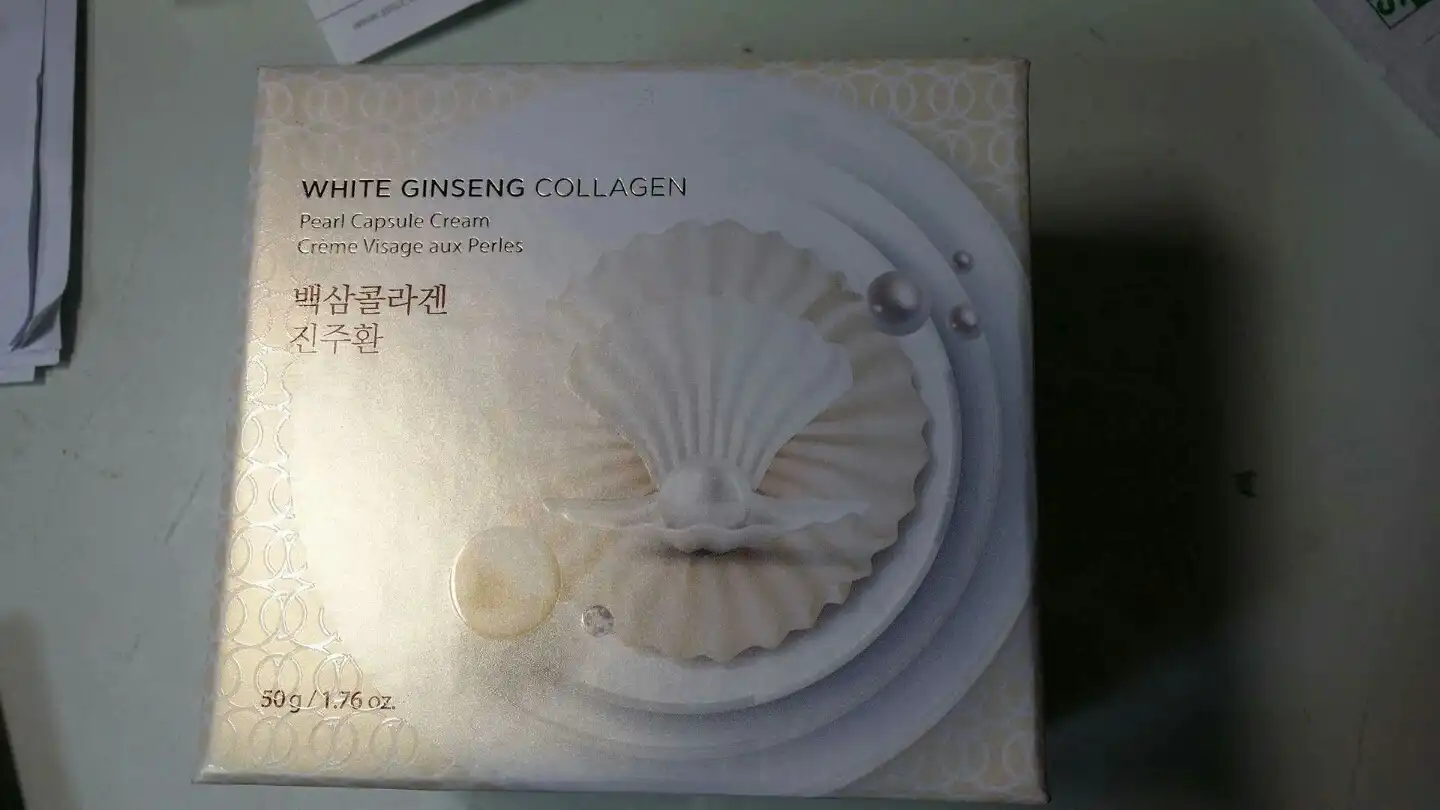 WHITE GINSENG COLLAGEN
Pearl Capsule Cream
Crème Visage aux Perles
백삼콜라겐
진주환
50g / 1.76 oz.